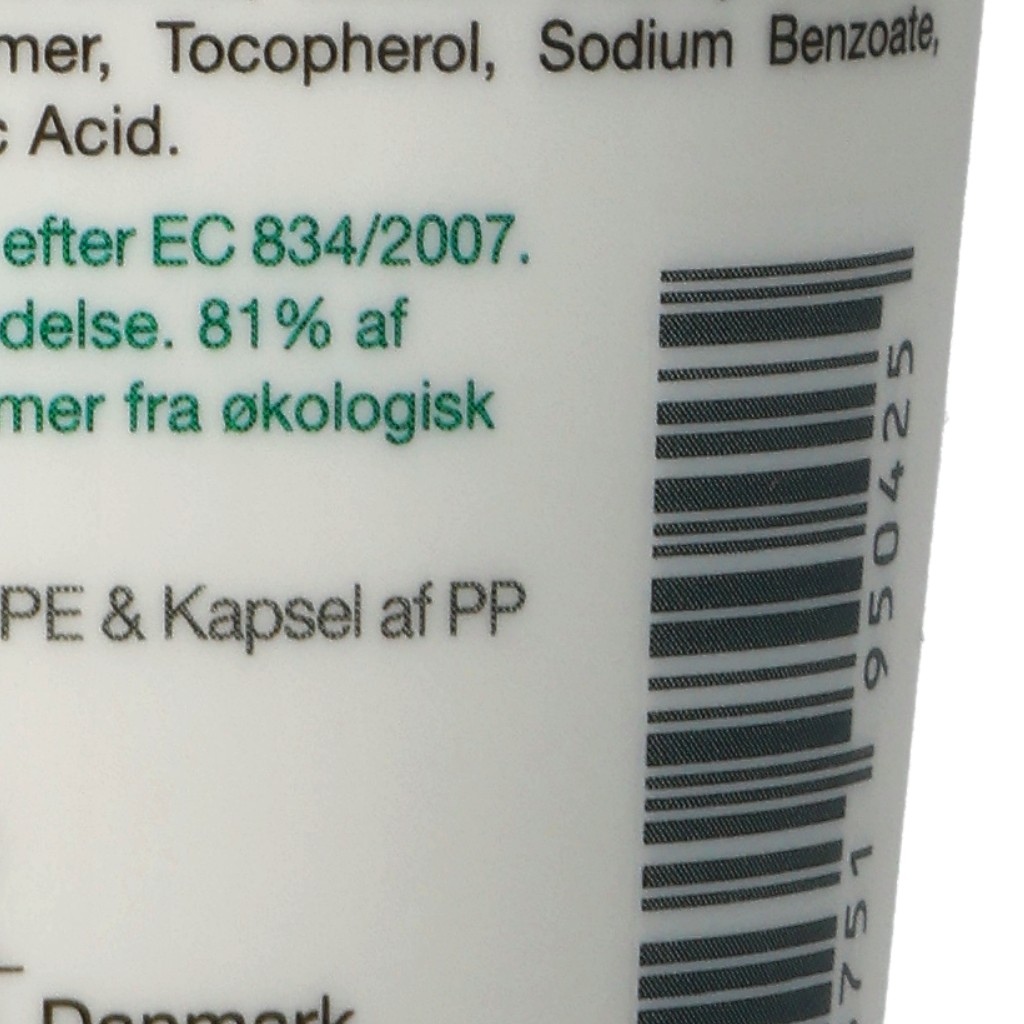 mer, Tocopherol, Sodium Benzoate,
c Acid.
efter EC 834/2007.
delse. 81% af
mer fra økologisk
PE & Kapsel af PP
Danmark
751 950425